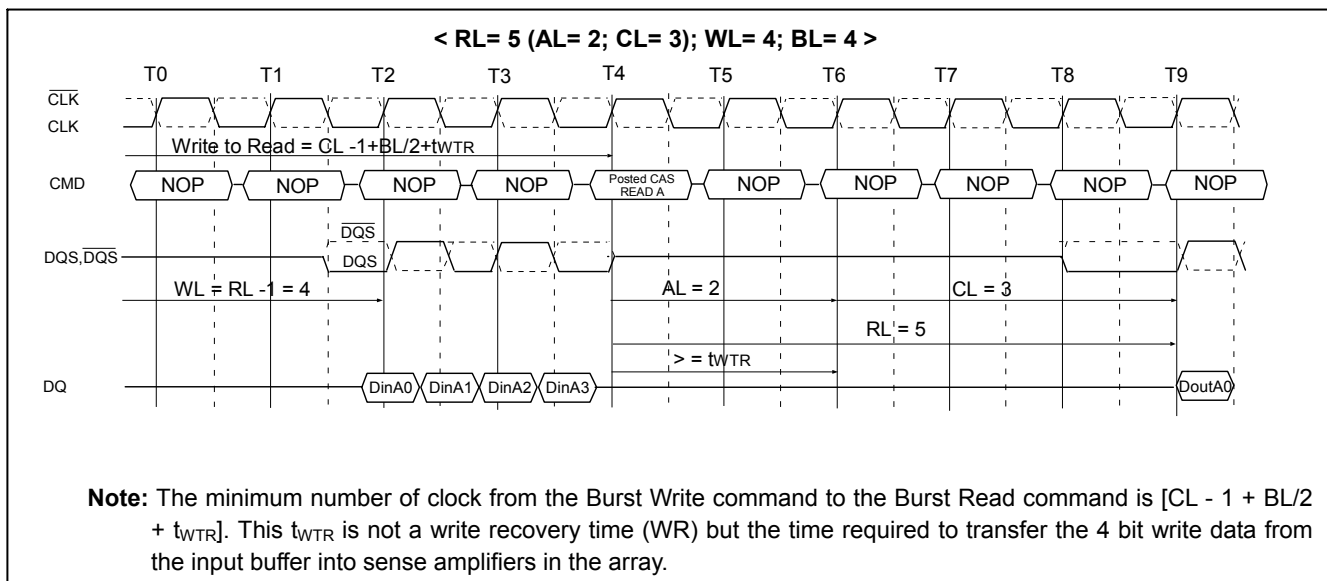 < RL= 5 (AL= 2; CL= 3); WL= 4; BL= 4 >
T0 T1 T2 T3 T4 T5 T6 T7 T8 T9
CLK
CLK
Write to Read = CL -1+BL/2+tWTR
CMD NOP NOP NOP NOP Posted CAS READ A NOP NOP NOP NOP NOP
DQS
DQS,DQS DQS
WL = RL -1 = 4 AL = 2 CL = 3
RL = 5
> = tWTR
DQ DinA0 DinA1 DinA2 DinA3 DoutA0
Note: The minimum number of clock from the Burst Write command to the Burst Read command is [CL - 1 + BL/2
+ tWTR]. This tWTR is not a write recovery time (WR) but the time required to transfer the 4 bit write data from
the input buffer into sense amplifiers in the array.